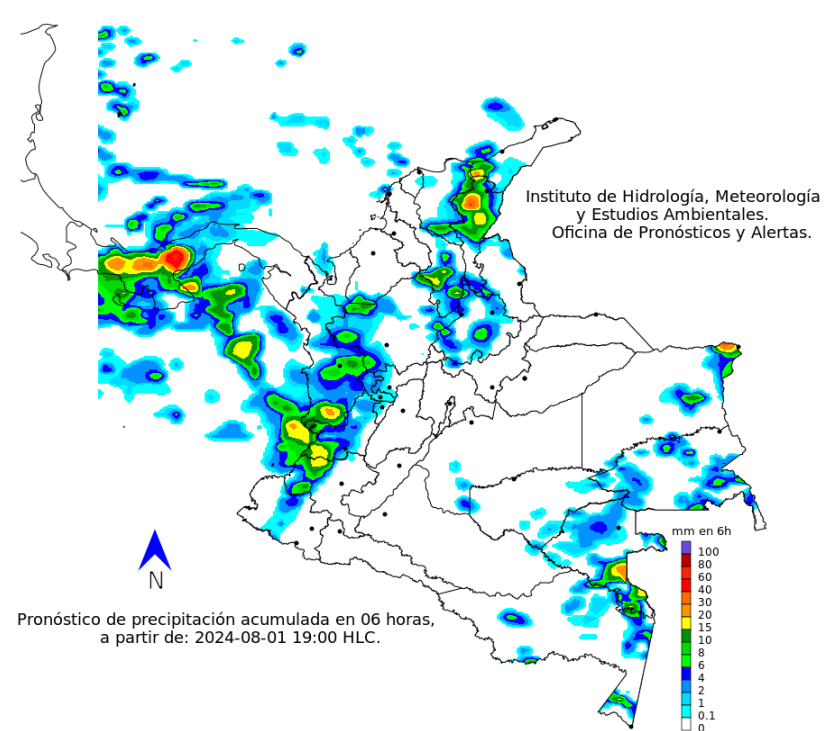 Instituto de Hidrología, Meteorología
y Estudios Ambientales.
Oficina de Pronósticos y Alertas.
mm en 6h
100
80
60
40
30
20
15
10
8
6
4
2
1
0.1
0
N
Pronóstico de precipitación acumulada en 06 horas,
a partir de: 2024-08-01 19:00 HLC.